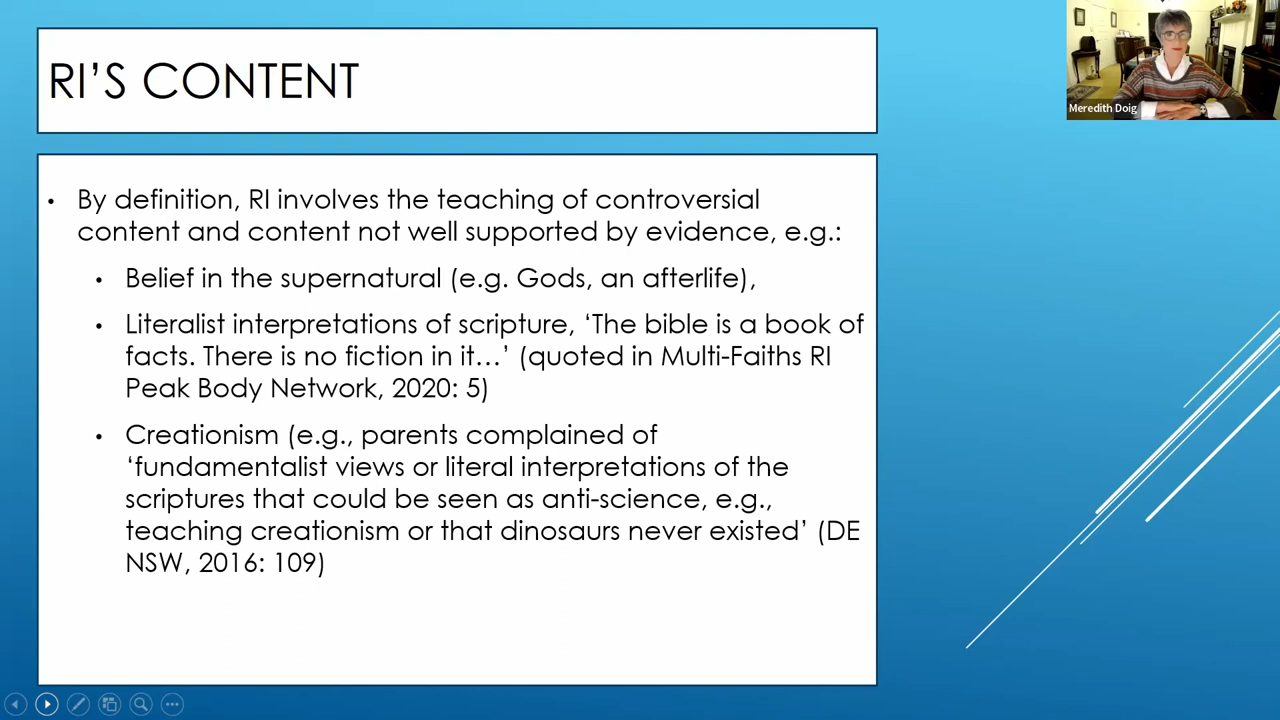 RI'S CONTENT
Meredith Doig
• By definition, RI involves the teaching of controversial
content and content not well supported by evidence, e.g.:
• Belief in the supernatural (e.g. Gods, an afterlife),
• Literalist interpretations of scripture, ‘The bible is a book of
facts. There is no fiction in it…’ (quoted in Multi-Faiths RI
Peak Body Network, 2020: 5)
• Creationism (e.g., parents complained of
‘fundamentalist views or literal interpretations of the
scriptures that could be seen as anti-science, e.g.,
teaching creationism or that dinosaurs never existed’ (DE
NSW, 2016: 109)